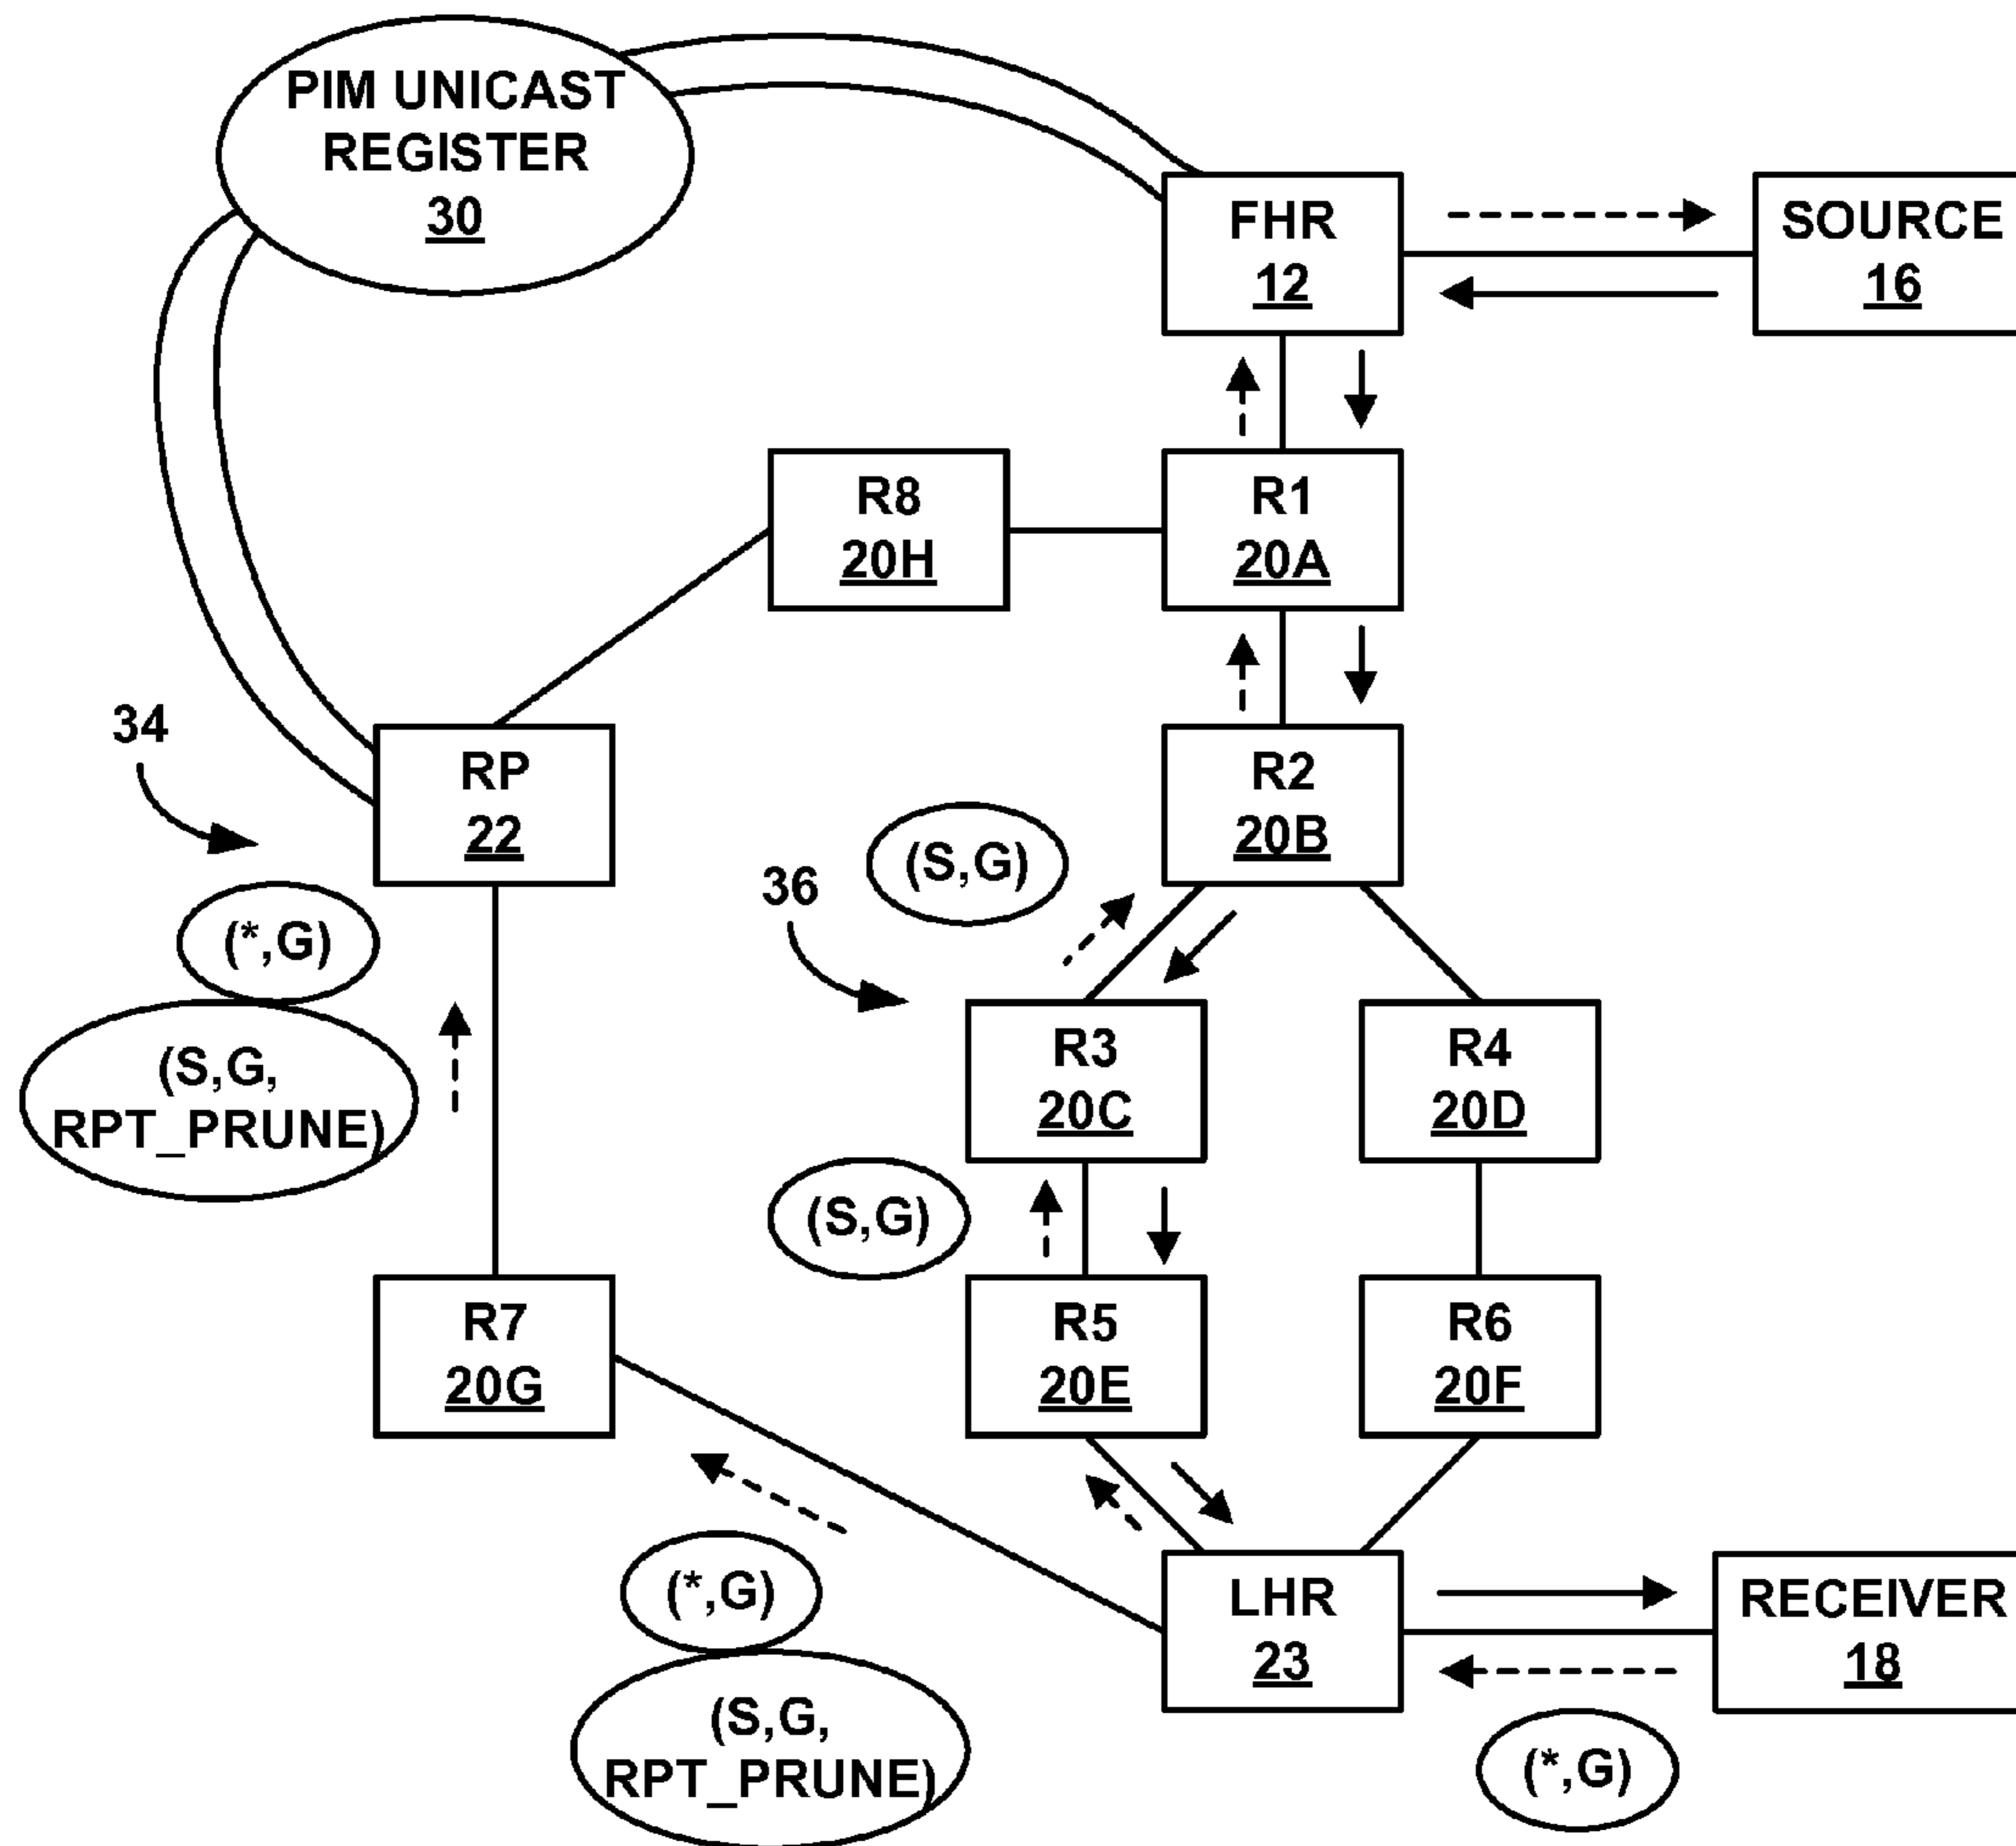 PIM UNICAST
REGISTER
30
FHR
12
SOURCE
16
R8
20H
R1
20A
34
RP
22
R2
20B
(S,G)
36
(*,G)
(S,G,
RPT_PRUNE)
R3
20C
R4
20D
(S,G)
R7
20G
R5
20E
R6
20F
(*,G)
(S,G,
RPT_PRUNE)
LHR
23
RECEIVER
18
(*,G)